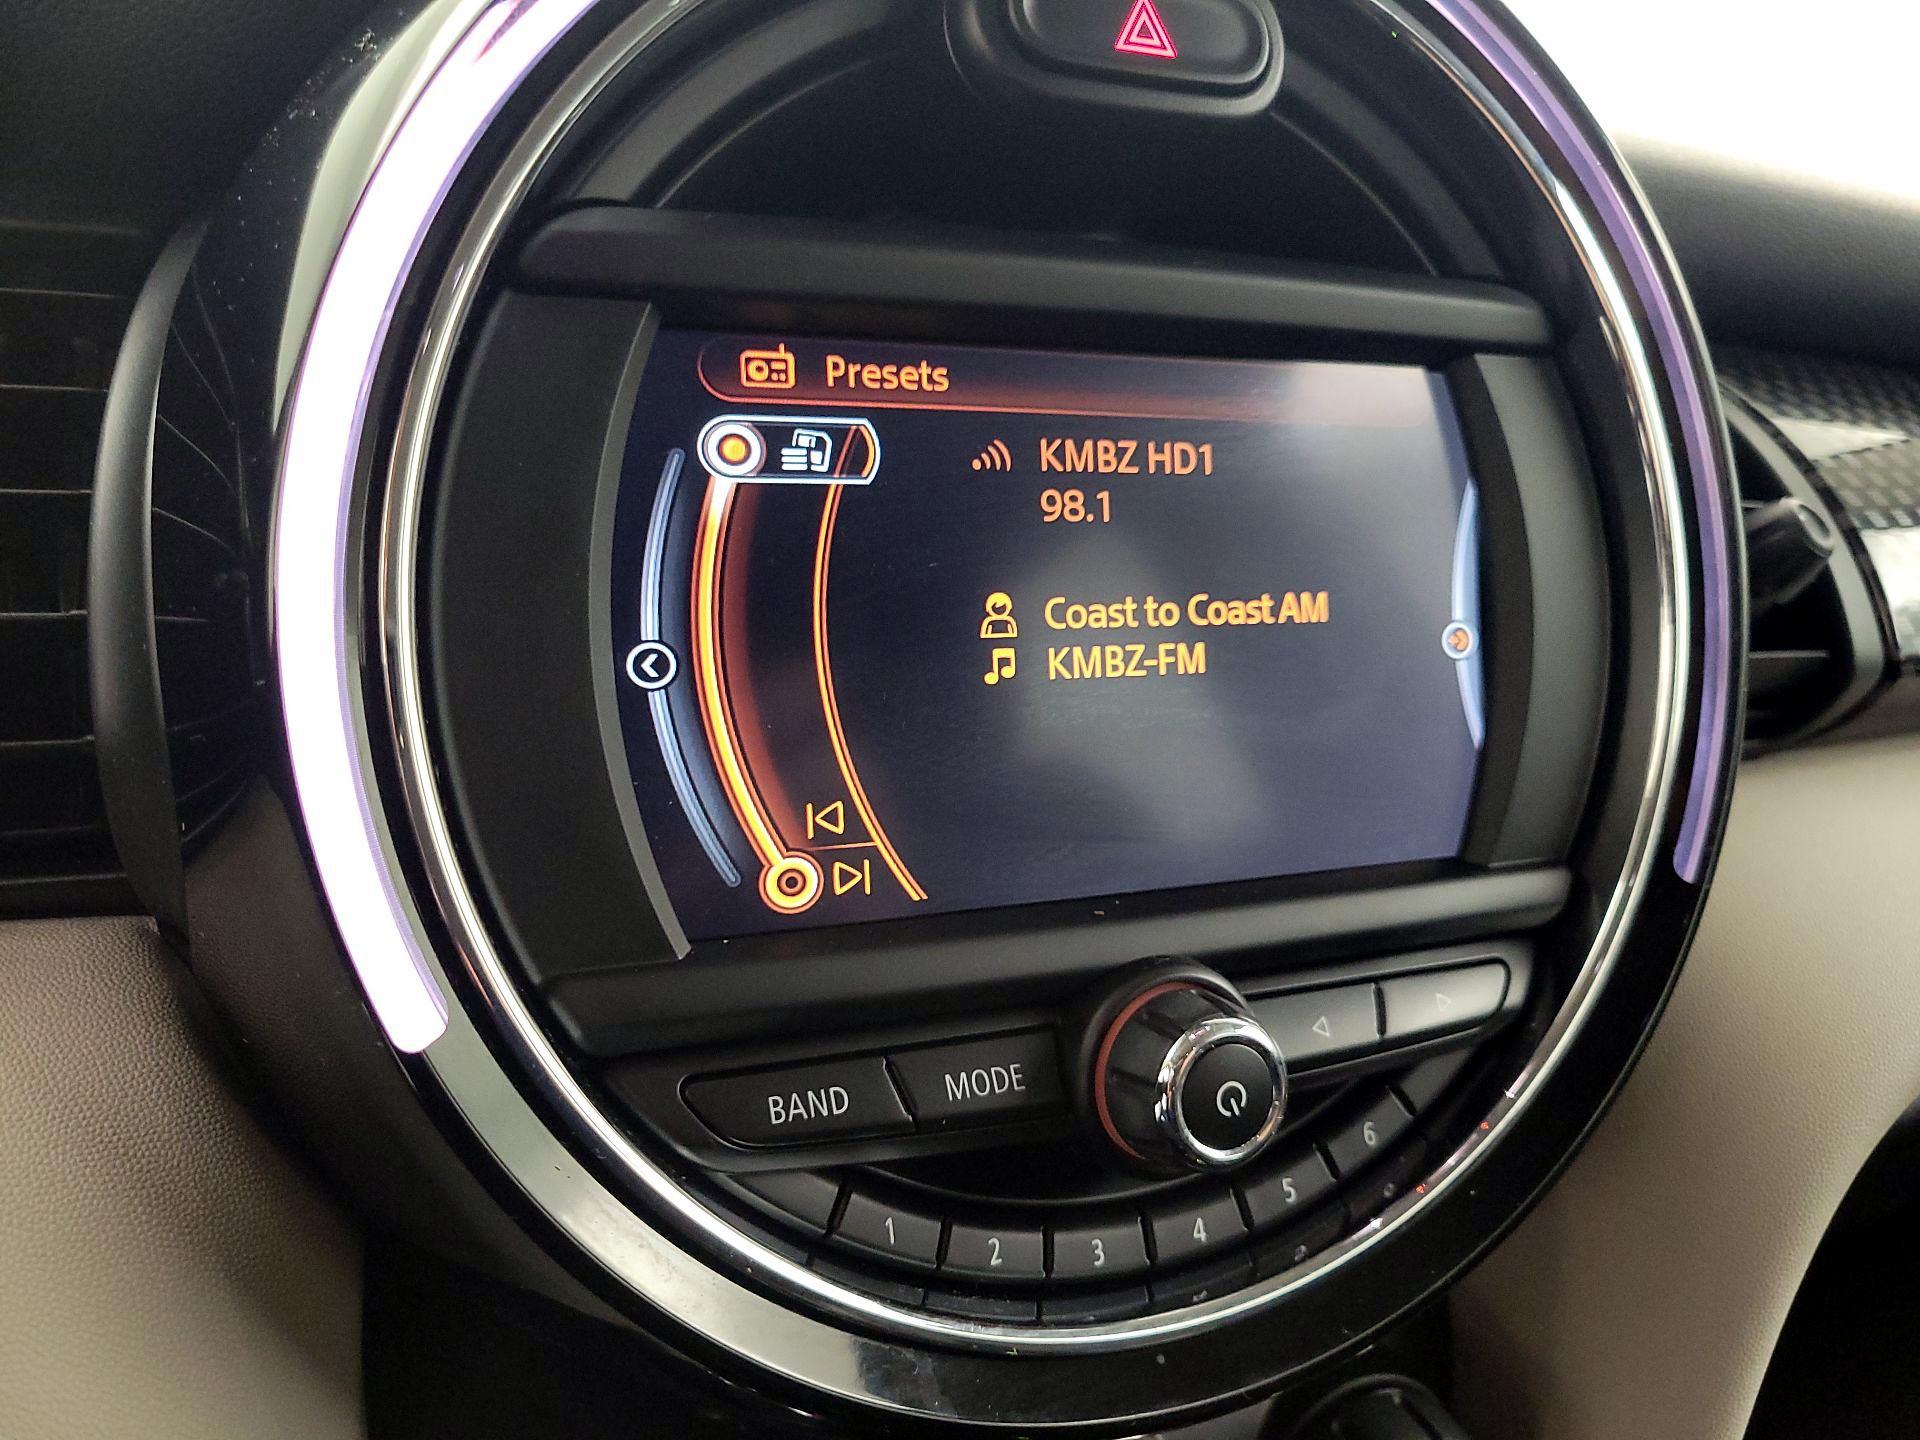 Presets
KMBZ HD1
98.1
Coast to Coast AM
KMBZ-FM
BAND
MODE
1
2
3
4
5
6